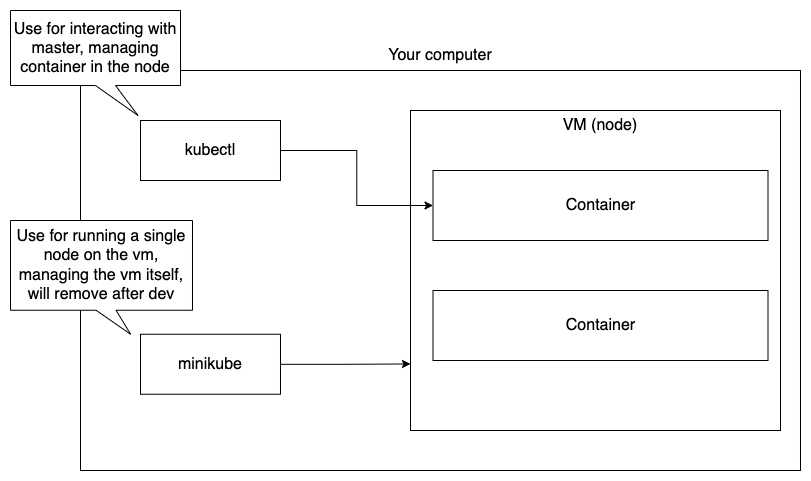 Use for interacting with
master, managing
container in the node
Your computer
VM (node)
kubectl
Container
Use for running a single
node on the vm,
managing the vm itself,
will remove after dev
Container
minikube